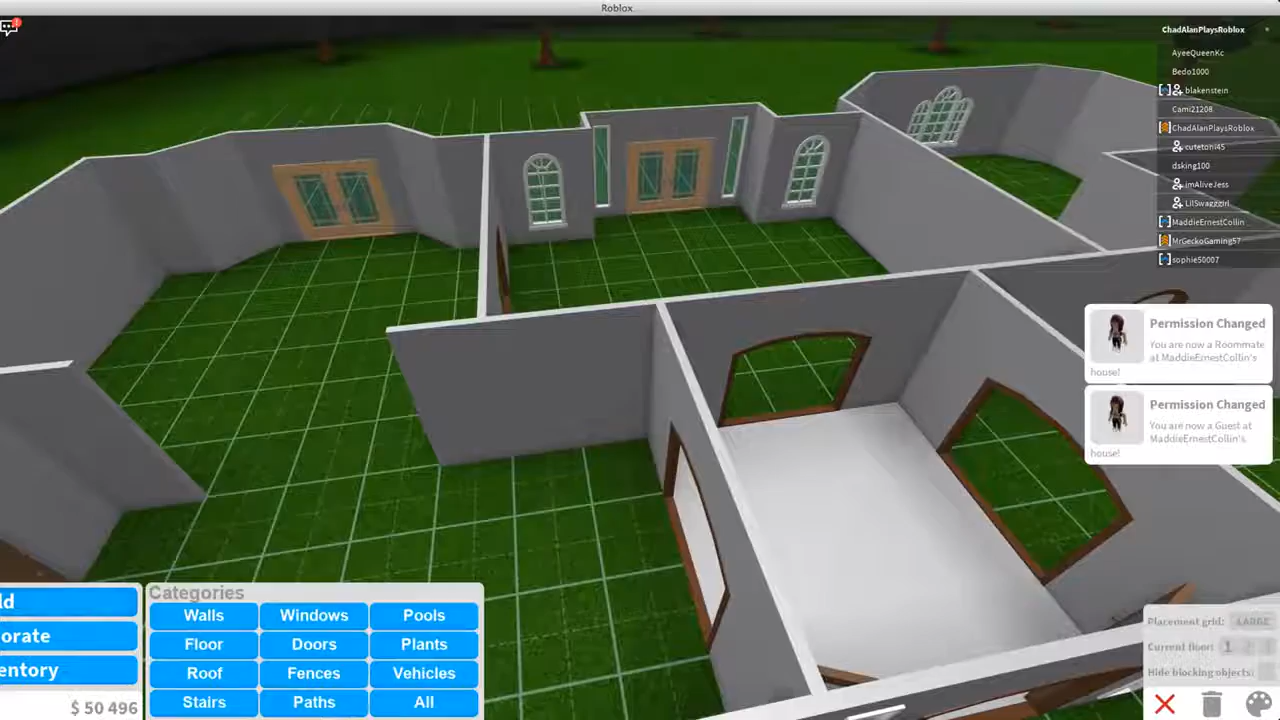 Roblox
ChadAlanPlaysRoblox
AyeeQueenKc
Bedo1000
blakenstein
Cami21208
ChadAlanPlaysRoblox
cutetoni45
dsking100
imAliveJess
LilSwagggirl
MaddieErnestCollin...
MrGeckoGaming57
sophie50007
Permission Changed
You are now a Roommate
at MaddieErnestCollin's
house!
Permission Changed
You are now a Guest at
MaddieErnestCollin's
house!
ld
orate
entory
$ 50 496
Categories
Walls Windows Pools
Floor Doors Plants
Roof Fences Vehicles
Stairs Paths All
Placement grid: LARGE
Current floor: 1
Hide blocking objects: